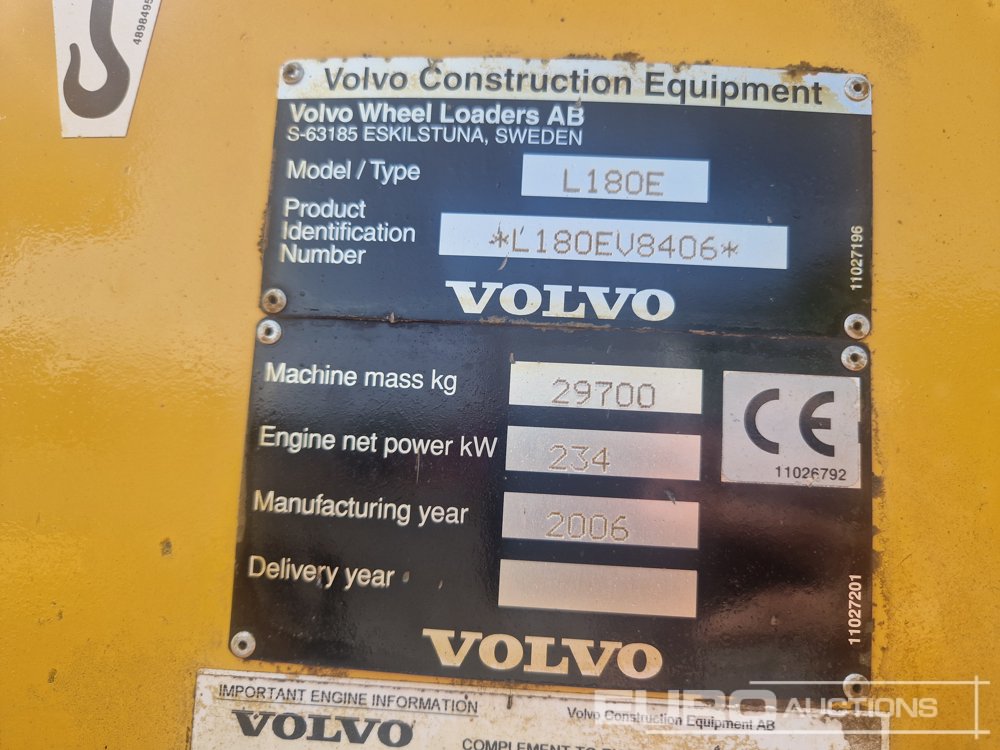 4898495
Volvo Construction Equipment
Volvo Wheel Loaders AB
S-63185 ESKILSTUNA, SWEDEN
Model / Type L180E
Product
Identification
Number *L180EV8406*
11027196
VOLVO
Machine mass kg 29700
Engine net power kW 234
Manufacturing year 2006
Delivery year
CE
11026792
11027201
VOLVO
IMPORTANT ENGINE INFORMATION
VOLVO
Volvo Construction Equipment AB
EURO AUCTIONS